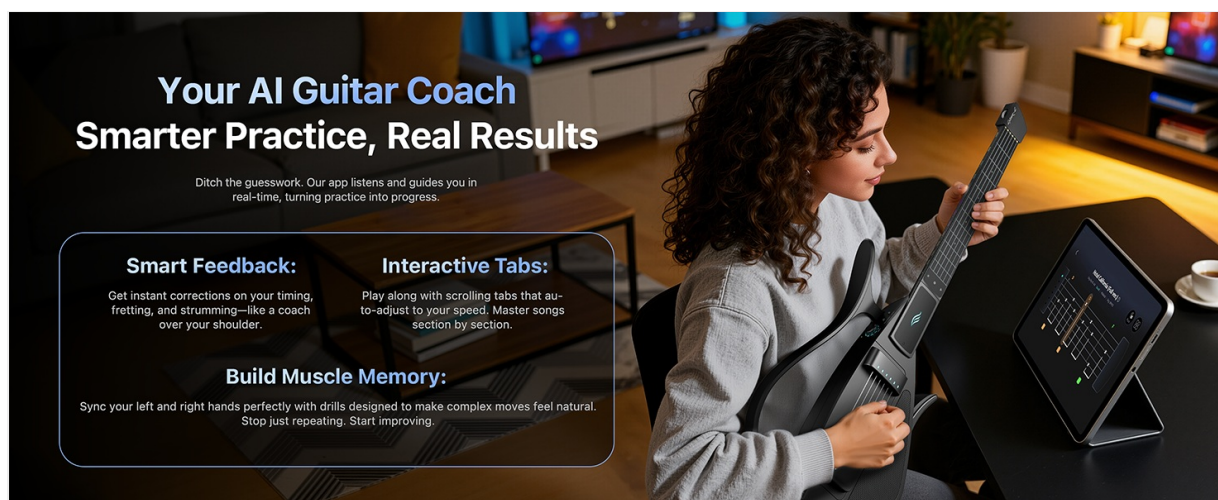 Your AI Guitar Coach
Smarter Practice, Real Results
Ditch the guesswork. Our app listens and guides you in
real-time, turning practice into progress.
Smart Feedback:
Get instant corrections on your timing,
fretting, and strumming—like a coach
over your shoulder.
Interactive Tabs:
Play along with scrolling tabs that au-
to-adjust to your speed. Master songs
section by section.
Build Muscle Memory:
Sync your left and right hands perfectly with drills designed to make complex moves feel natural.
Stop just repeating. Start improving.